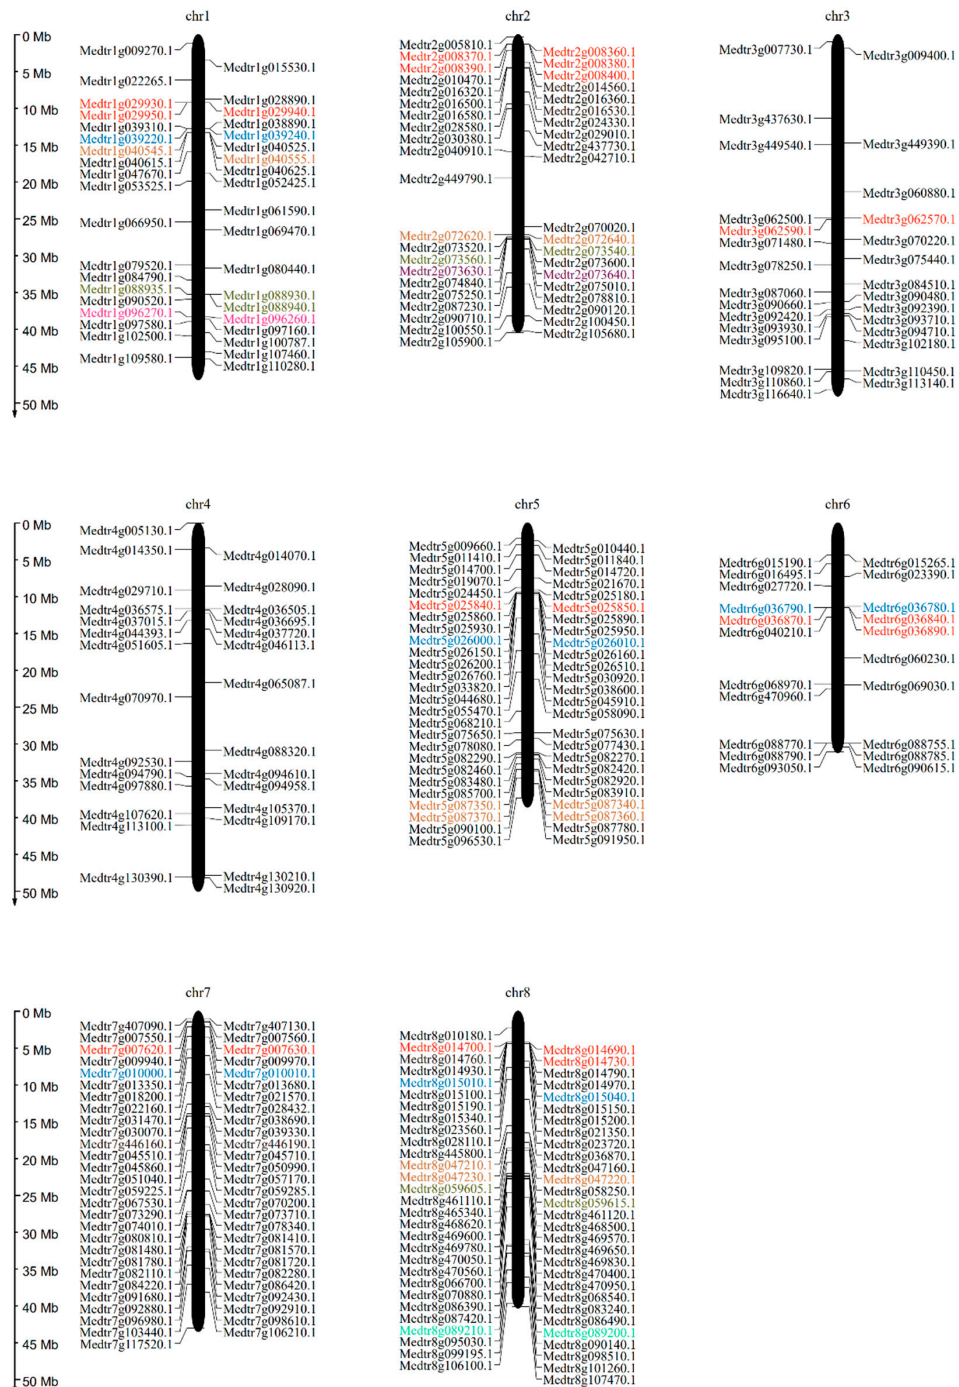 chr1
chr2
chr3
0 Mb
5 Mb
10 Mb
15 Mb
20 Mb
25 Mb
30 Mb
35 Mb
40 Mb
45 Mb
50 Mb
Medtr1g009270.1
Medtr1g022265.1
Medtr1g029930.1
Medtr1g029950.1
Medtr1g039310.1
Medtr1g039220.1
Medtr1g040545.1
Medtr1g040615.1
Medtr1g047670.1
Medtr1g053525.1
Medtr1g066950.1
Medtr1g079520.1
Medtr1g084790.1
Medtr1g088935.1
Medtr1g090520.1
Medtr1g096270.1
Medtr1g097580.1
Medtr1g102500.1
Medtr1g109580.1
Medtr1g015530.1
Medtr1g028890.1
Medtr1g029940.1
Medtr1g038890.1
Medtr1g039240.1
Medtr1g040525.1
Medtr1g040555.1
Medtr1g040625.1
Medtr1g052425.1
Medtr1g061590.1
Medtr1g069470.1
Medtr1g080440.1
Medtr1g088930.1
Medtr1g088940.1
Medtr1g096260.1
Medtr1g097160.1
Medtr1g100787.1
Medtr1g107460.1
Medtr1g110280.1
Medtr2g005810.1
Medtr2g008370.1
Medtr2g008390.1
Medtr2g010470.1
Medtr2g016320.1
Medtr2g016500.1
Medtr2g016580.1
Medtr2g028580.1
Medtr2g030380.1
Medtr2g040910.1
Medtr2g449790.1
Medtr2g072620.1
Medtr2g073520.1
Medtr2g073560.1
Medtr2g073630.1
Medtr2g074840.1
Medtr2g075250.1
Medtr2g087230.1
Medtr2g090710.1
Medtr2g100550.1
Medtr2g105900.1
Medtr2g008360.1
Medtr2g008380.1
Medtr2g008400.1
Medtr2g014560.1
Medtr2g016360.1
Medtr2g016530.1
Medtr2g024330.1
Medtr2g029010.1
Medtr2g437730.1
Medtr2g042710.1
Medtr2g070020.1
Medtr2g072640.1
Medtr2g073540.1
Medtr2g073600.1
Medtr2g073640.1
Medtr2g075010.1
Medtr2g078810.1
Medtr2g090120.1
Medtr2g100450.1
Medtr2g105680.1
Medtr3g007730.1
Medtr3g437630.1
Medtr3g449540.1
Medtr3g062500.1
Medtr3g062590.1
Medtr3g071480.1
Medtr3g078250.1
Medtr3g087060.1
Medtr3g090660.1
Medtr3g092420.1
Medtr3g093930.1
Medtr3g095100.1
Medtr3g109820.1
Medtr3g110860.1
Medtr3g116640.1
Medtr3g009400.1
Medtr3g449390.1
Medtr3g060880.1
Medtr3g062570.1
Medtr3g070220.1
Medtr3g075440.1
Medtr3g084510.1
Medtr3g090480.1
Medtr3g092390.1
Medtr3g093710.1
Medtr3g094710.1
Medtr3g102180.1
Medtr3g110450.1
Medtr3g113140.1
chr4
chr5
chr6
0 Mb
5 Mb
10 Mb
15 Mb
20 Mb
25 Mb
30 Mb
35 Mb
40 Mb
45 Mb
50 Mb
Medtr4g005130.1
Medtr4g014350.1
Medtr4g029710.1
Medtr4g036575.1
Medtr4g037015.1
Medtr4g044393.1
Medtr4g051605.1
Medtr4g070970.1
Medtr4g092530.1
Medtr4g094790.1
Medtr4g097880.1
Medtr4g107620.1
Medtr4g113100.1
Medtr4g130390.1
Medtr4g014070.1
Medtr4g028090.1
Medtr4g036505.1
Medtr4g036695.1
Medtr4g037720.1
Medtr4g046113.1
Medtr4g065087.1
Medtr4g088320.1
Medtr4g094610.1
Medtr4g094958.1
Medtr4g105370.1
Medtr4g109170.1
Medtr4g130210.1
Medtr4g130920.1
Medtr5g009660.1
Medtr5g011410.1
Medtr5g014700.1
Medtr5g019070.1
Medtr5g024450.1
Medtr5g025840.1
Medtr5g025860.1
Medtr5g025930.1
Medtr5g026000.1
Medtr5g026150.1
Medtr5g026200.1
Medtr5g026760.1
Medtr5g033820.1
Medtr5g044680.1
Medtr5g055470.1
Medtr5g068210.1
Medtr5g075650.1
Medtr5g078080.1
Medtr5g082290.1
Medtr5g082460.1
Medtr5g083480.1
Medtr5g085700.1
Medtr5g087350.1
Medtr5g087370.1
Medtr5g090100.1
Medtr5g096530.1
Medtr5g010440.1
Medtr5g011840.1
Medtr5g014720.1
Medtr5g021670.1
Medtr5g025180.1
Medtr5g025850.1
Medtr5g025890.1
Medtr5g025950.1
Medtr5g026010.1
Medtr5g026160.1
Medtr5g026510.1
Medtr5g030920.1
Medtr5g038600.1
Medtr5g045910.1
Medtr5g058090.1
Medtr5g075630.1
Medtr5g077430.1
Medtr5g082270.1
Medtr5g082420.1
Medtr5g082920.1
Medtr5g083910.1
Medtr5g087340.1
Medtr5g087360.1
Medtr5g087780.1
Medtr5g091950.1
Medtr6g015190.1
Medtr6g016495.1
Medtr6g027720.1
Medtr6g036790.1
Medtr6g036870.1
Medtr6g040210.1
Medtr6g068970.1
Medtr6g470960.1
Medtr6g088770.1
Medtr6g088790.1
Medtr6g093050.1
Medtr6g015265.1
Medtr6g023390.1
Medtr6g036780.1
Medtr6g036840.1
Medtr6g036890.1
Medtr6g060230.1
Medtr6g069030.1
Medtr6g088755.1
Medtr6g088785.1
Medtr6g090615.1
chr7
chr8
0 Mb
5 Mb
10 Mb
15 Mb
20 Mb
25 Mb
30 Mb
35 Mb
40 Mb
45 Mb
50 Mb
Medtr7g407090.1
Medtr7g007550.1
Medtr7g007620.1
Medtr7g009940.1
Medtr7g010000.1
Medtr7g013350.1
Medtr7g018200.1
Medtr7g022160.1
Medtr7g031470.1
Medtr7g030070.1
Medtr7g446160.1
Medtr7g045510.1
Medtr7g045860.1
Medtr7g051040.1
Medtr7g059225.1
Medtr7g067530.1
Medtr7g073290.1
Medtr7g074010.1
Medtr7g080810.1
Medtr7g081480.1
Medtr7g081780.1
Medtr7g082110.1
Medtr7g084220.1
Medtr7g091680.1
Medtr7g092880.1
Medtr7g096980.1
Medtr7g103440.1
Medtr7g117520.1
Medtr7g407130.1
Medtr7g007560.1
Medtr7g007630.1
Medtr7g009970.1
Medtr7g010010.1
Medtr7g013680.1
Medtr7g021570.1
Medtr7g028432.1
Medtr7g038690.1
Medtr7g039330.1
Medtr7g446190.1
Medtr7g045710.1
Medtr7g050990.1
Medtr7g057170.1
Medtr7g059285.1
Medtr7g070200.1
Medtr7g073710.1
Medtr7g078340.1
Medtr7g081410.1
Medtr7g081570.1
Medtr7g081720.1
Medtr7g082280.1
Medtr7g086420.1
Medtr7g092430.1
Medtr7g092910.1
Medtr7g098610.1
Medtr7g106210.1
Medtr8g010180.1
Medtr8g014700.1
Medtr8g014760.1
Medtr8g014930.1
Medtr8g015010.1
Medtr8g015100.1
Medtr8g015190.1
Medtr8g015340.1
Medtr8g023560.1
Medtr8g028110.1
Medtr8g445800.1
Medtr8g047210.1
Medtr8g047230.1
Medtr8g059605.1
Medtr8g461110.1
Medtr8g465340.1
Medtr8g468620.1
Medtr8g469600.1
Medtr8g469780.1
Medtr8g470050.1
Medtr8g470560.1
Medtr8g066700.1
Medtr8g070880.1
Medtr8g086390.1
Medtr8g087420.1
Medtr8g089210.1
Medtr8g095030.1
Medtr8g099195.1
Medtr8g106100.1
Medtr8g014690.1
Medtr8g014730.1
Medtr8g014790.1
Medtr8g014970.1
Medtr8g015040.1
Medtr8g015150.1
Medtr8g015200.1
Medtr8g021350.1
Medtr8g023720.1
Medtr8g036870.1
Medtr8g047160.1
Medtr8g047220.1
Medtr8g058250.1
Medtr8g059615.1
Medtr8g461120.1
Medtr8g468500.1
Medtr8g469570.1
Medtr8g469650.1
Medtr8g469830.1
Medtr8g470400.1
Medtr8g470950.1
Medtr8g068540.1
Medtr8g083240.1
Medtr8g086490.1
Medtr8g089200.1
Medtr8g090140.1
Medtr8g098510.1
Medtr8g101260.1
Medtr8g107470.1